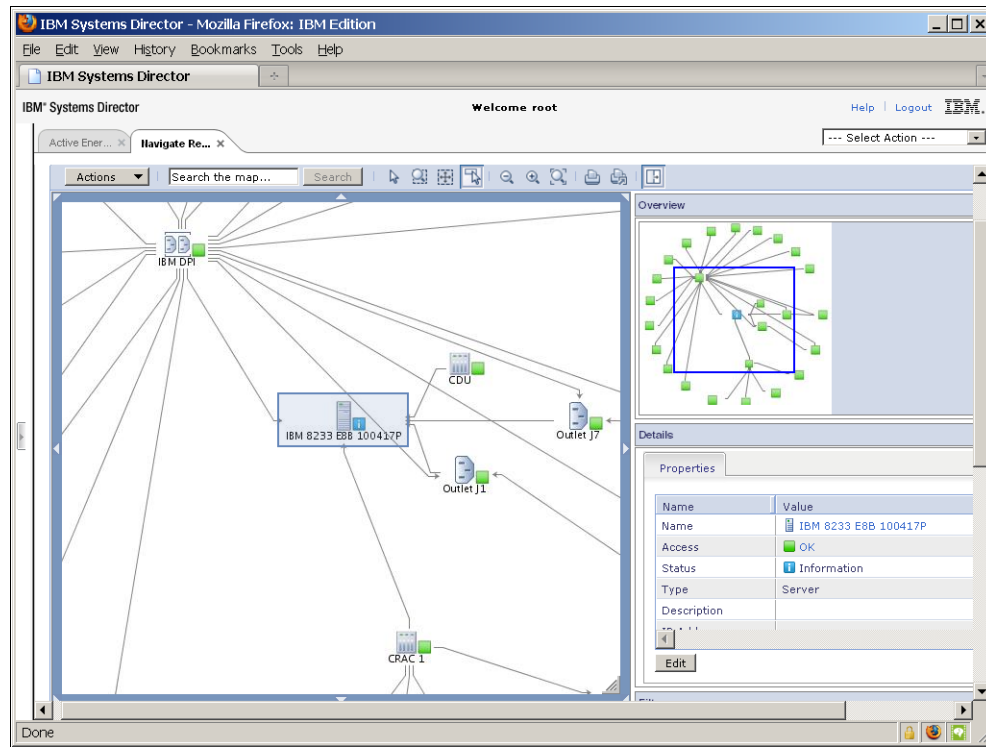 IBM Systems Director - Mozilla Firefox: IBM Edition
File Edit View History Bookmarks Tools Help
IBM Systems Director
IBM® Systems Director Welcome root Help Logout IBM.
Active Ener... Navigate Re... --- Select Action ---
Actions Search the map... Search
Overview
IBM DPI
CDU
IBM 8233 E8B 100417P
Outlet J7
Outlet J1
CRAC 1
Details
Properties
Name Value
Name IBM 8233 E8B 100417P
Access OK
Status Information
Type Server
Description
Edit
Done